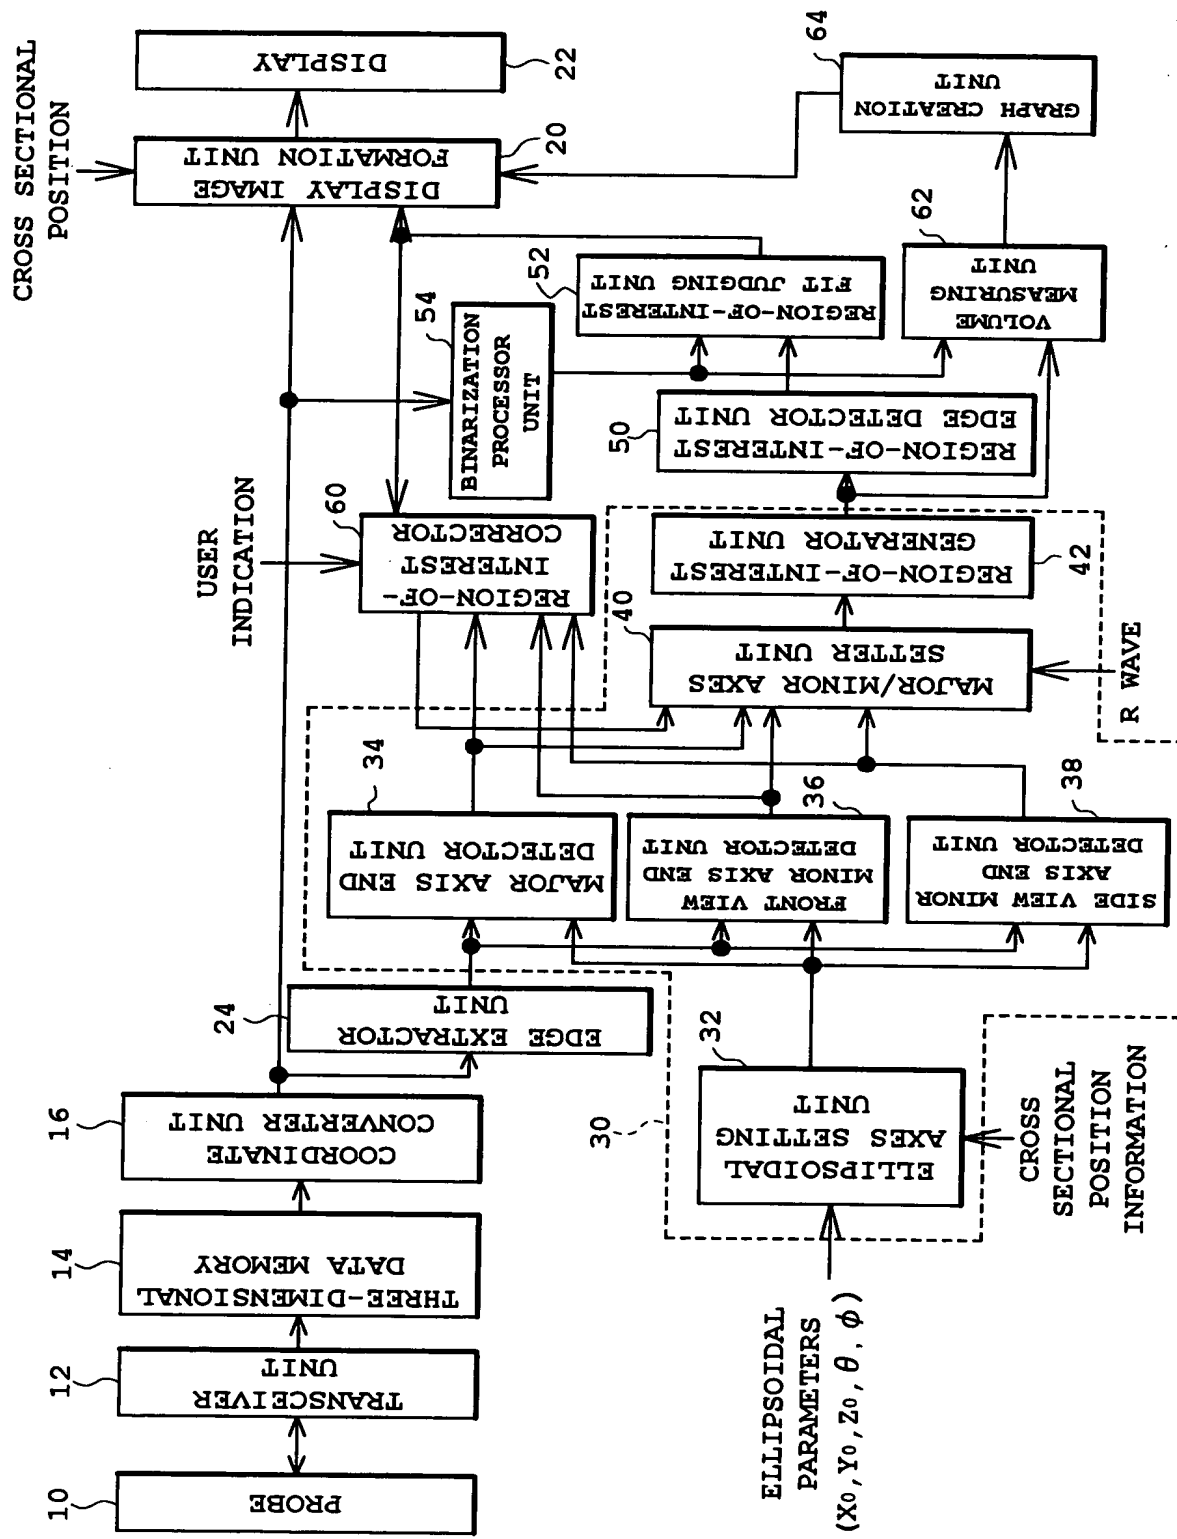 10
PROBE
12
TRANSCEIVER
UNIT
14
THREE-DIMENSIONAL
DATA MEMORY
16
COORDINATE
CONVERTER UNIT
24
EDGE EXTRACTOR
UNIT
CROSS SECTIONAL
POSITION
DISPLAY IMAGE
FORMATION UNIT
20
DISPLAY
22
USER
INDICATION
60
REGION-OF-
INTEREST
CORRECTOR
54
BINARIZATION
PROCESSOR
UNIT
52
REGION-OF-INTEREST
FIT JUDGING UNIT
50
REGION-OF-INTEREST
EDGE DETECTOR UNIT
62
VOLUME
MEASURING
UNIT
64
GRAPH CREATION
UNIT
30
ELLIPSOIDAL
PARAMETERS
(X0,Y0,Z0,θ,φ)
32
ELLIPSOIDAL
AXES SETTING
UNIT
CROSS
SECTIONAL
POSITION
INFORMATION
34
MAJOR AXIS END
DETECTOR UNIT
36
FRONT VIEW
MINOR AXIS END
DETECTOR UNIT
38
SIDE VIEW MINOR
AXIS END
DETECTOR UNIT
40
MAJOR/MINOR AXES
SETTER UNIT
R WAVE
42
REGION-OF-INTEREST
GENERATOR UNIT